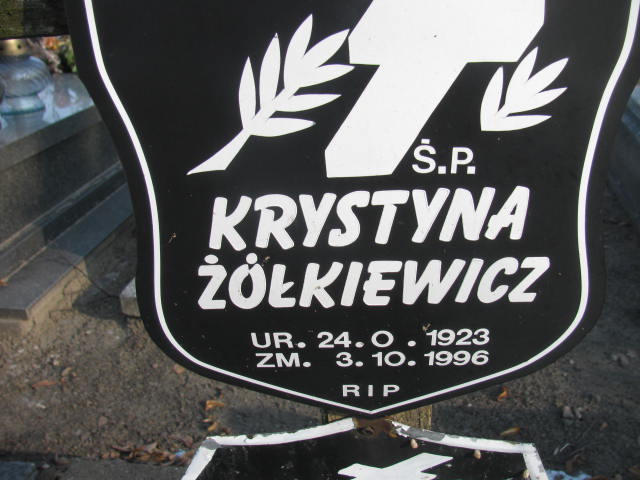 Ś.P.
KRYSTYNA
ŻÓŁKIEWICZ
UR. 24.0 . 1923
ZM. 3.10.1996
RIP